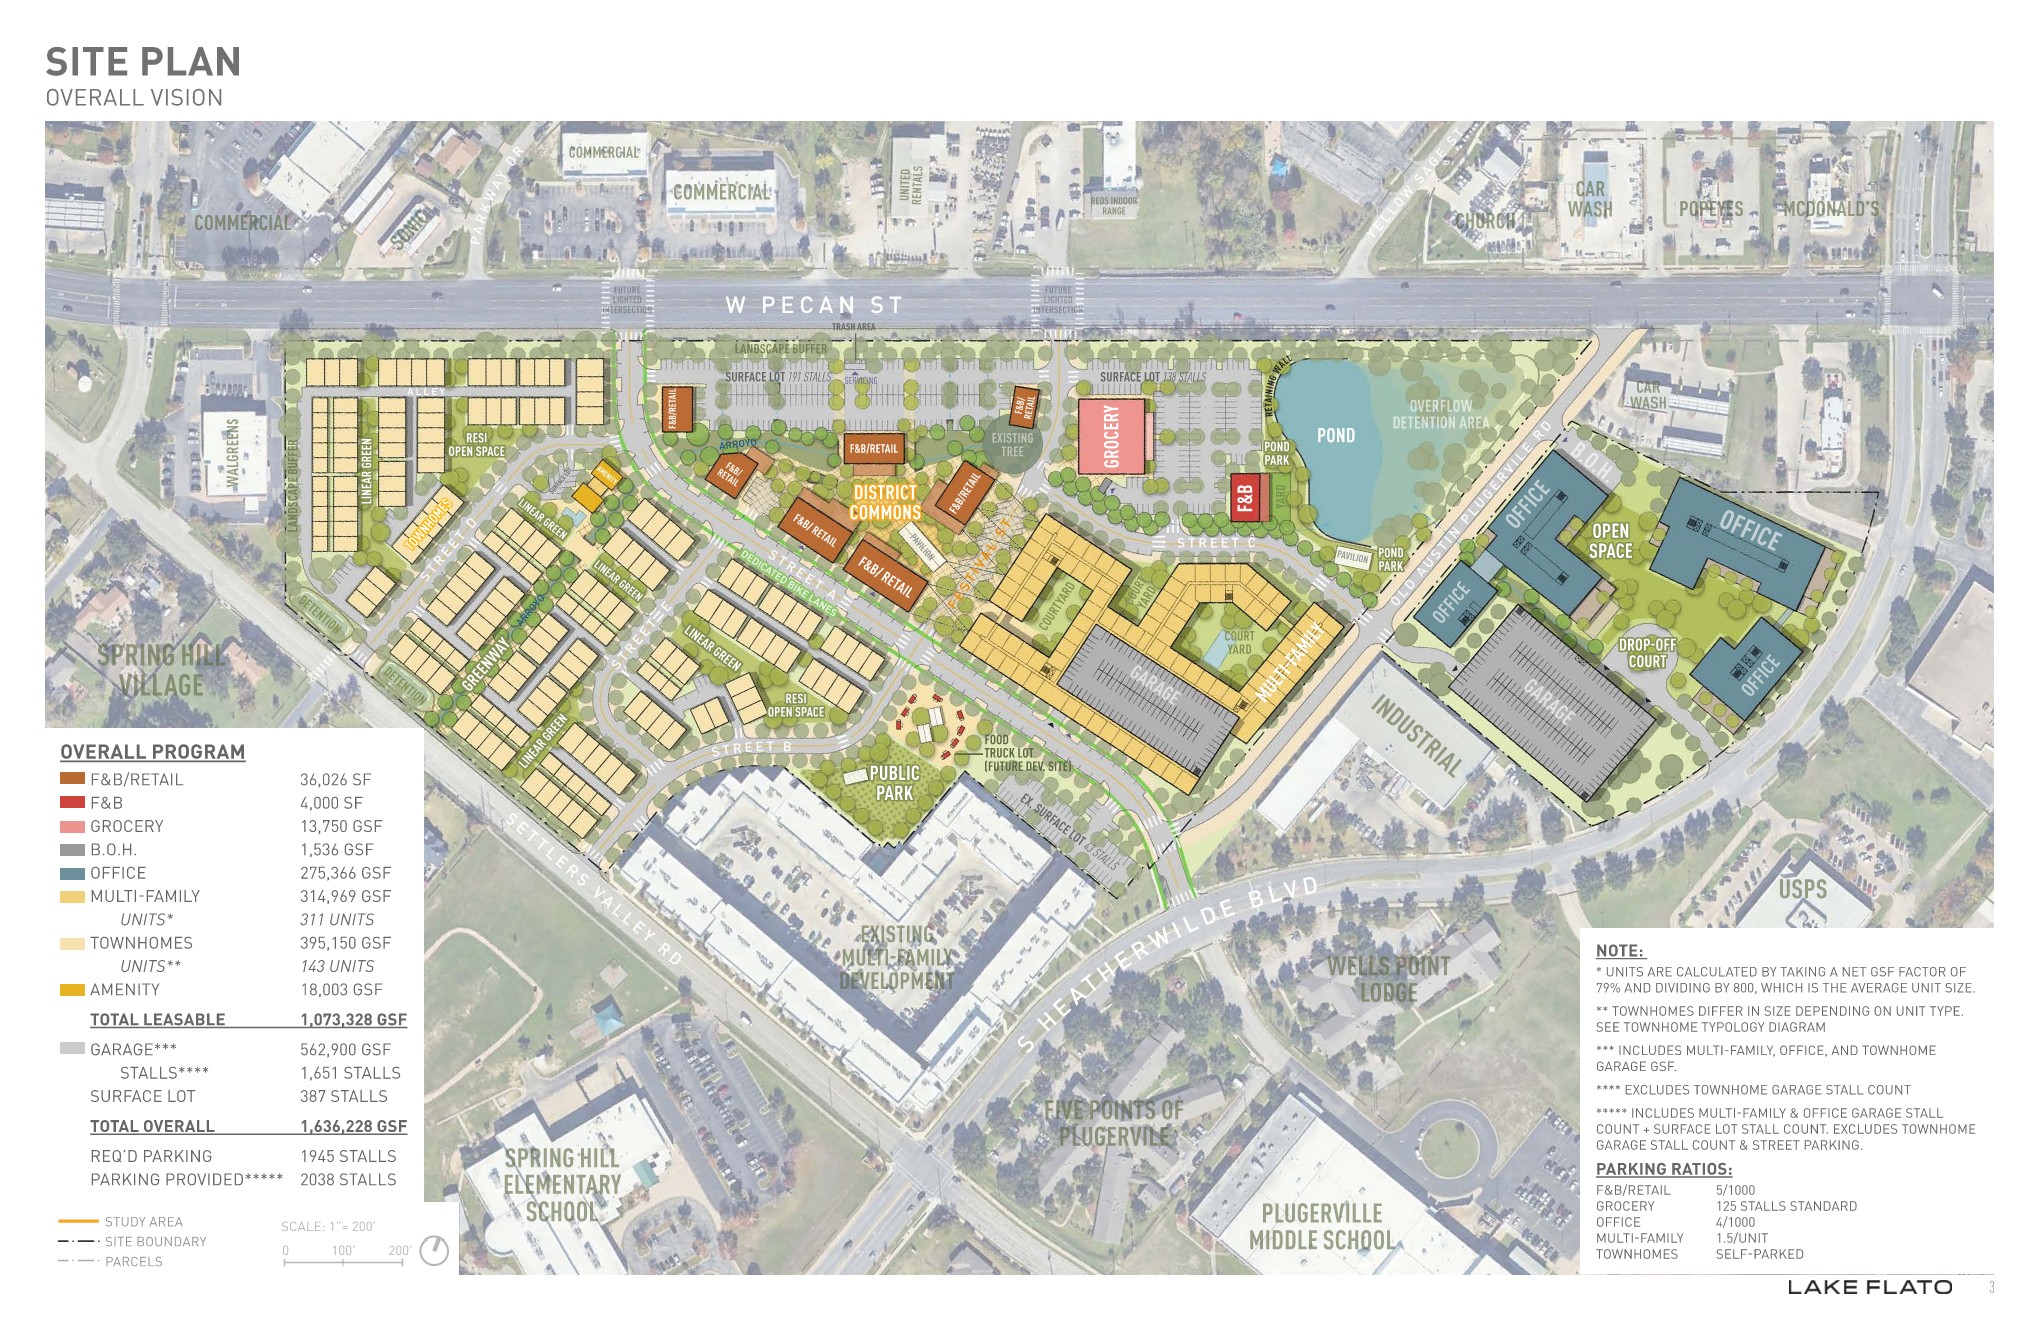 SITE PLAN
OVERALL VISION
COMMERCIAL
SONIC
PARKWAY DR
COMMERCIAL
COMMERCIAL
UNITED
RENTALS
REDS INDOOR
RANGE
YELLOW SAGE ST
CHURCH
CAR
WASH
POPEYES
MCDONALD'S
FUTURE
LIGHTED
INTERSECTION
W PECAN ST
FUTURE
LIGHTED
INTERSECTION
TRASH AREA
LANDSCAPE BUFFER
SURFACE LOT 191 STALLS
SERVICING
SURFACE LOT 138 STALLS
RETAINING WALL
WALGREENS
LANDSCAPE BUFFER
ALLEY
LINEAR GREEN
RESI
OPEN SPACE
F&B/RETAIL
ARROYO
F&B/
RETAIL
F&B/RETAIL
F&B/
RETAIL
EXISTING
TREE
GROCERY
POND
PARK
POND
OVERFLOW
DETENTION AREA
CAR
WASH
B.O.H
TOWNHOMES
STREET D
AMENITY
LINEAR GREEN
F&B/ RETAIL
DISTRICT
COMMONS
F&B/RETAIL
PAVILION
F&B/ RETAIL
F&B
YARD
STREET C
PAVILION
POND
PARK
OLD AUSTIN PLUGERVILE RD
OFFICE
OPEN
SPACE
OFFICE
OFFICE
DROP-OFF
COURT
OFFICE
GARAGE
DETENTION
DETENTION
LINEAR GREEN
ARROYO
GREENWAY
STREET E
STREET A
DEDICATED BIKE LANES
FESTIVAL ST
COURTYARD
COURT
YARD
COURT
YARD
MULTI-FAMILY
GARAGE
LINEAR GREEN
RESI
OPEN SPACE
LINEAR GREEN
STREET B
FOOD
TRUCK LOT
(FUTURE DEV. SITE)
PUBLIC
PARK
EX. SURFACE LOT 43 STALLS
INDUSTRIAL
SPRING HILL
VILLAGE
SETTLERS VALLEY RD
EXISTING
MULTI-FAMILY
DEVELOPMENT
S HEATHERWILDE BLVD
WELLS POINT
LODGE
USPS
FIVE POINTS OF
PLUGERVILE
SPRING HILL
ELEMENTARY
SCHOOL
PLUGERVILLE
MIDDLE SCHOOL
OVERALL PROGRAM
F&B/RETAIL 36,026 SF
F&B 4,000 SF
GROCERY 13,750 GSF
B.O.H. 1,536 GSF
OFFICE 275,366 GSF
MULTI-FAMILY 314,969 GSF
UNITS* 311 UNITS
TOWNHOMES 395,150 GSF
UNITS** 143 UNITS
AMENITY 18,003 GSF
TOTAL LEASABLE 1,073,328 GSF
GARAGE*** 562,900 GSF
STALLS**** 1,651 STALLS
SURFACE LOT 387 STALLS
TOTAL OVERALL 1,636,228 GSF
REQ'D PARKING 1945 STALLS
PARKING PROVIDED***** 2038 STALLS
STUDY AREA
SITE BOUNDARY
PARCELS
SCALE: 1"= 200'
0 100' 200'
NOTE:
* UNITS ARE CALCULATED BY TAKING A NET GSF FACTOR OF
79% AND DIVIDING BY 800, WHICH IS THE AVERAGE UNIT SIZE.
** TOWNHOMES DIFFER IN SIZE DEPENDING ON UNIT TYPE.
SEE TOWNHOME TYPOLOGY DIAGRAM
*** INCLUDES MULTI-FAMILY, OFFICE, AND TOWNHOME
GARAGE GSF.
**** EXCLUDES TOWNHOME GARAGE STALL COUNT
***** INCLUDES MULTI-FAMILY & OFFICE GARAGE STALL
COUNT + SURFACE LOT STALL COUNT. EXCLUDES TOWNHOME
GARAGE STALL COUNT & STREET PARKING.
PARKING RATIOS:
F&B/RETAIL 5/1000
GROCERY 125 STALLS STANDARD
OFFICE 4/1000
MULTI-FAMILY 1.5/UNIT
TOWNHOMES SELF-PARKED
LAKE FLATO
3